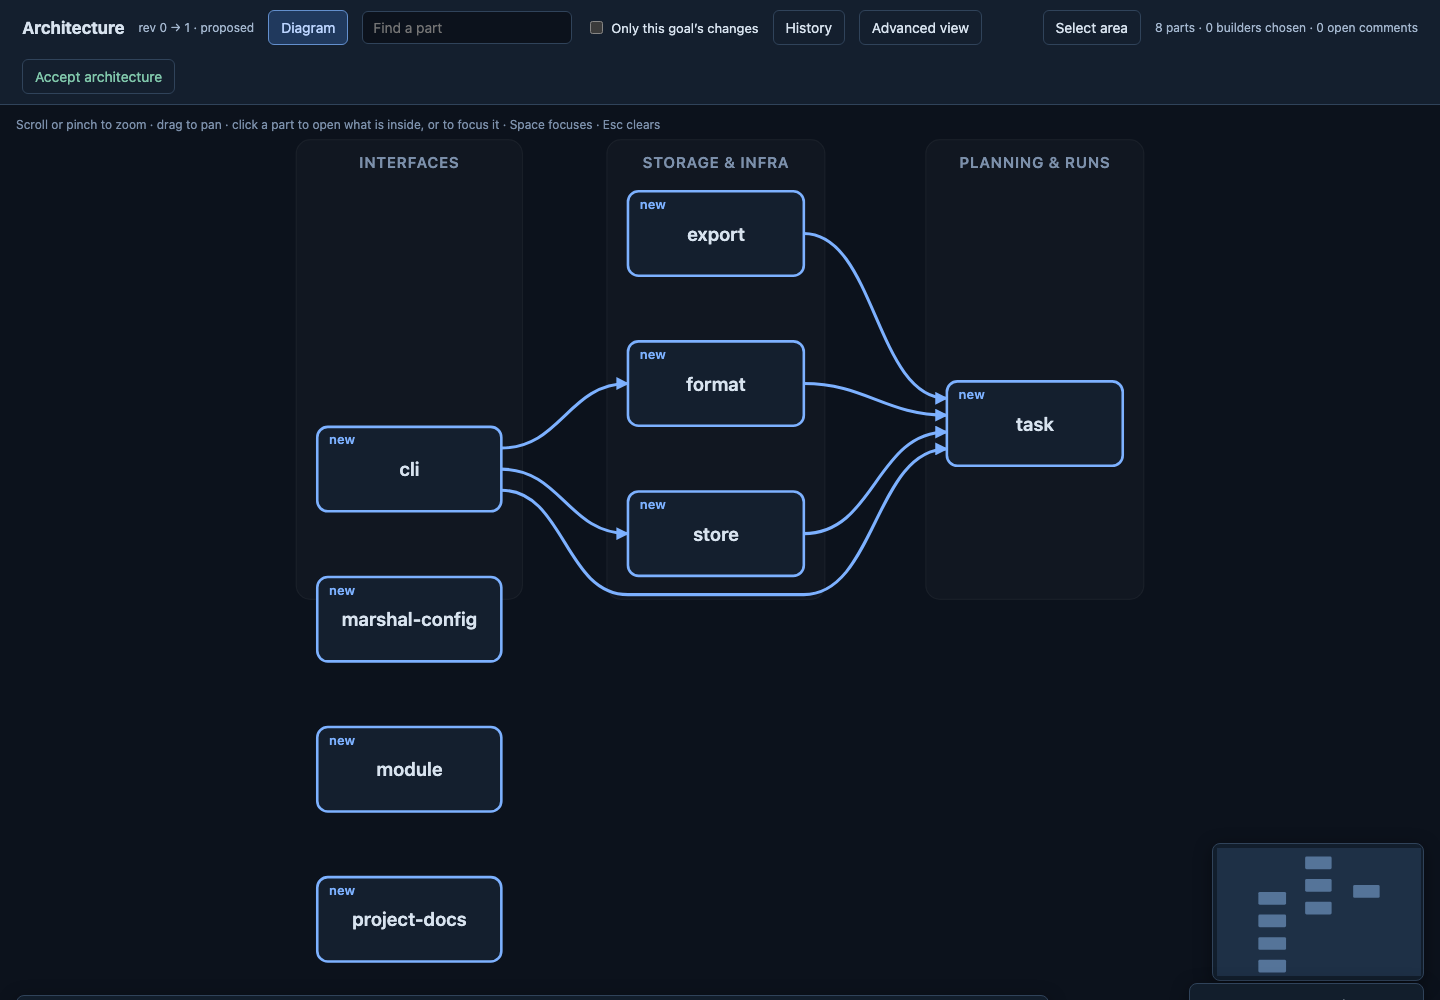 Architecture rev 0 → 1 · proposed Diagram Find a part Only this goal's changes History Advanced view Select area 8 parts · 0 builders chosen · 0 open comments
Accept architecture
Scroll or pinch to zoom · drag to pan · click a part to open what is inside, or to focus it · Space focuses · Esc clears
INTERFACES
STORAGE & INFRA
PLANNING & RUNS
new
export
new
format
new
task
new
cli
new
store
new
marshal-config
new
module
new
project-docs